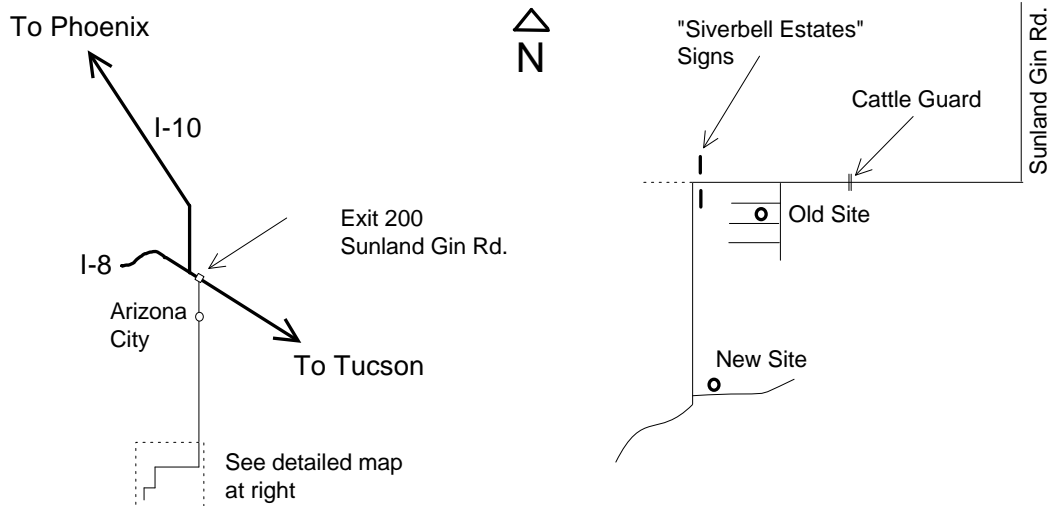 To Phoenix
I-10
Exit 200
Sunland Gin Rd.
I-8
Arizona
City
To Tucson
See detailed map
at right
N
"Siverbell Estates"
Signs
Cattle Guard
Sunland Gin Rd.
Old Site
New Site